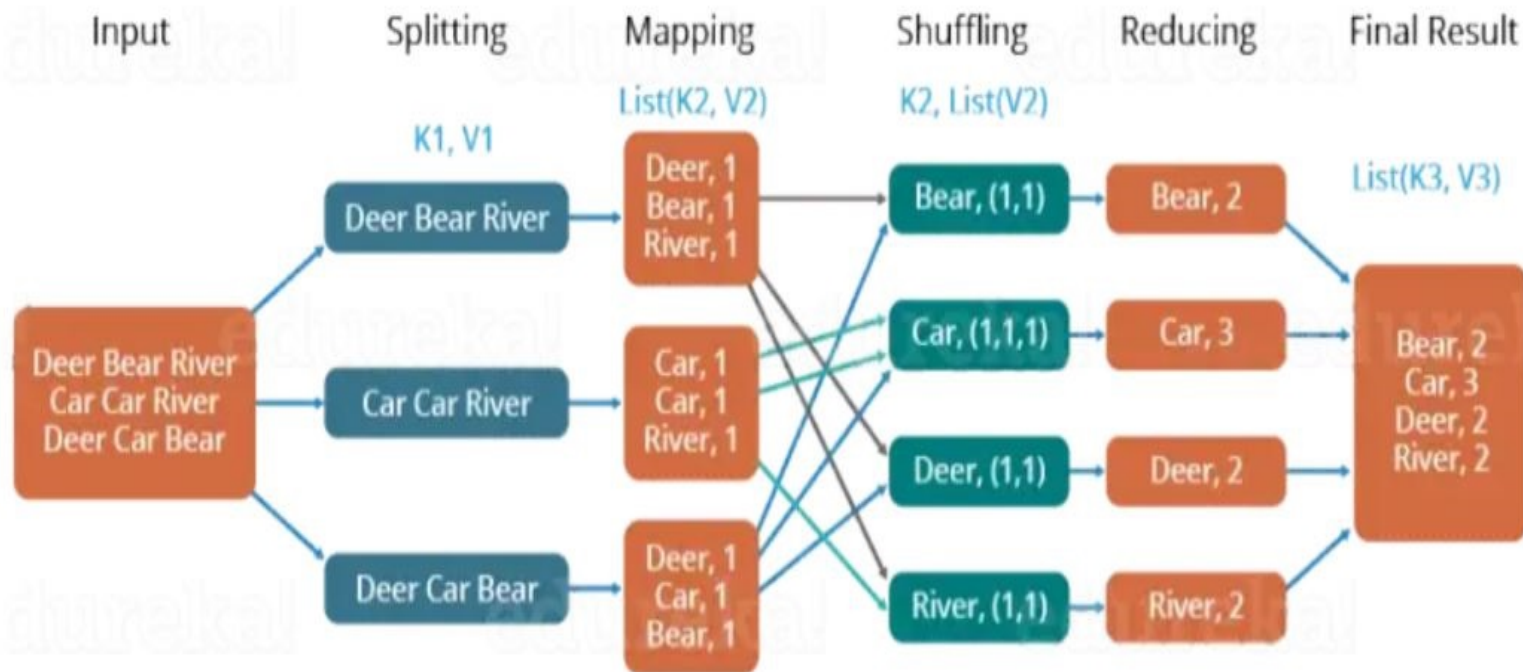 Input
Splitting
Mapping
Shuffling
Reducing
Final Result
K1, V1
List(K2, V2)
K2, List(V2)
List(K3, V3)
Deer Bear River
Car Car River
Deer Car Bear
Deer Bear River
Car Car River
Deer Car Bear
Deer, 1
Bear, 1
River, 1
Car, 1
Car, 1
River, 1
Deer, 1
Car, 1
Bear, 1
Bear, (1,1)
Car, (1,1,1)
Deer, (1,1)
River, (1,1)
Bear, 2
Car, 3
Deer, 2
River, 2
Bear, 2
Car, 3
Deer, 2
River, 2
edureka!